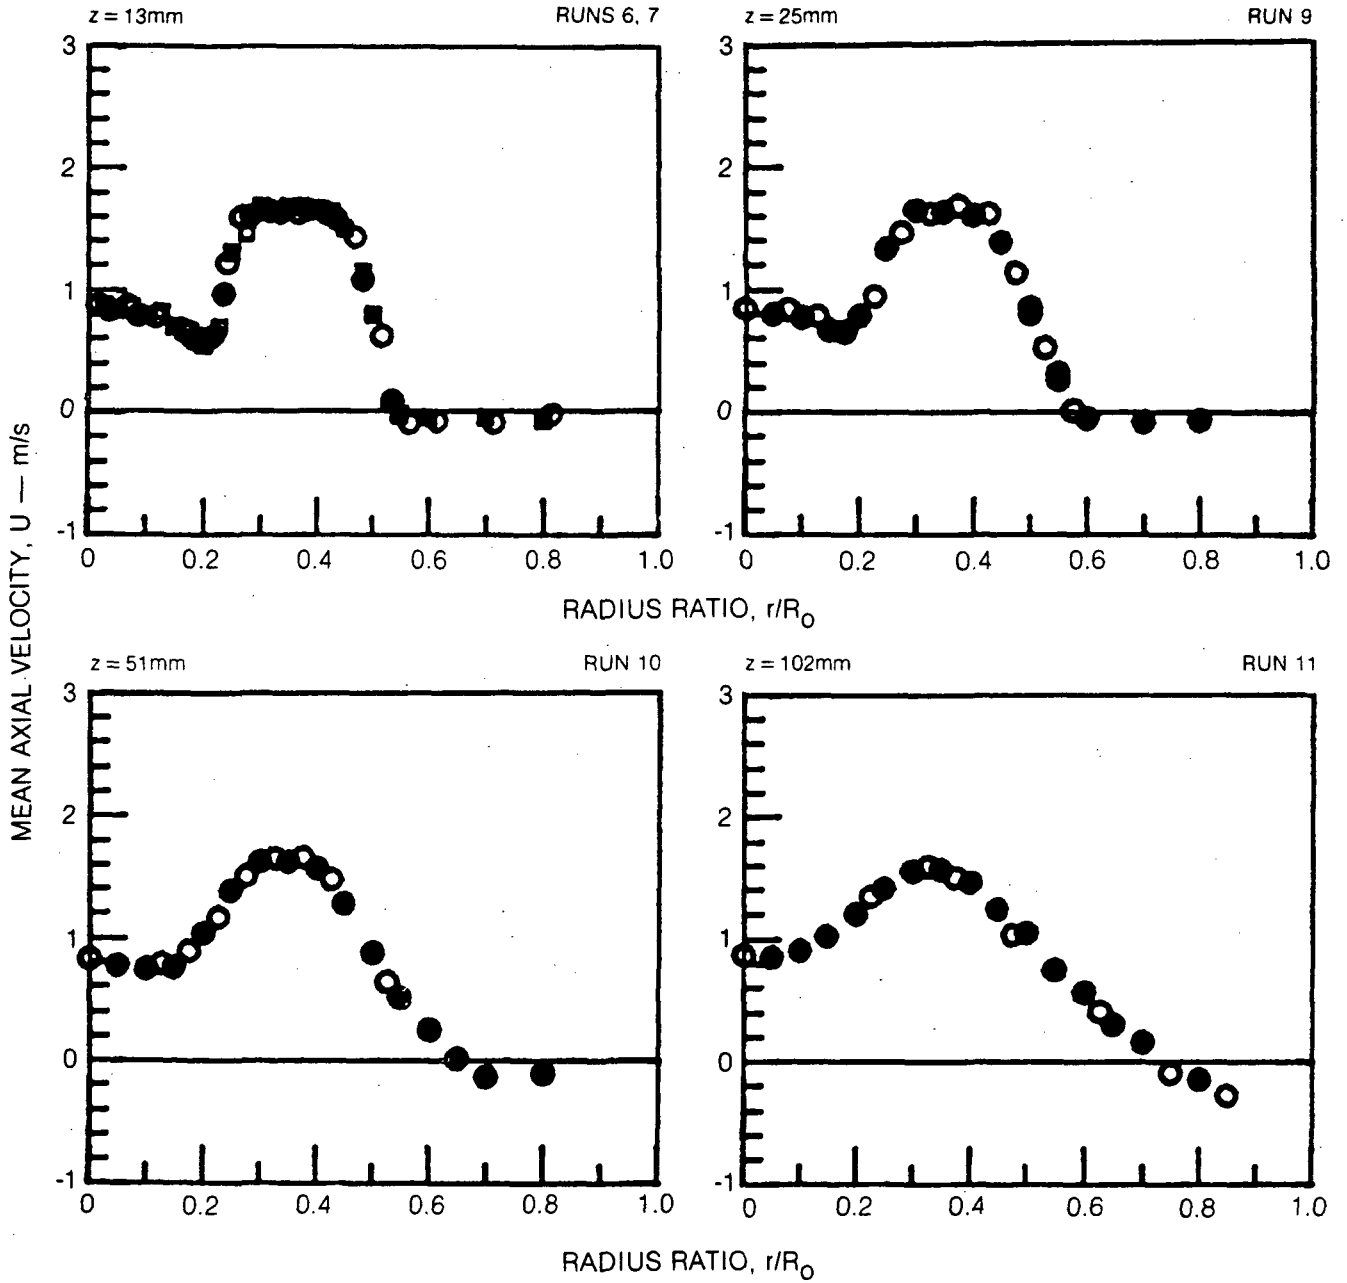 z = 13mm RUNS 6, 7
z = 25mm RUN 9
3
2
1
0
-1
0 0.2 0.4 0.6 0.8 1.0
3
2
1
0
-1
0 0.2 0.4 0.6 0.8 1.0
RADIUS RATIO, r/Ro
MEAN AXIAL VELOCITY, U — m/s
z = 51mm RUN 10
z = 102mm RUN 11
3
2
1
0
-1
0 0.2 0.4 0.6 0.8 1.0
3
2
1
0
-1
0 0.2 0.4 0.6 0.8 1.0
RADIUS RATIO, r/Ro